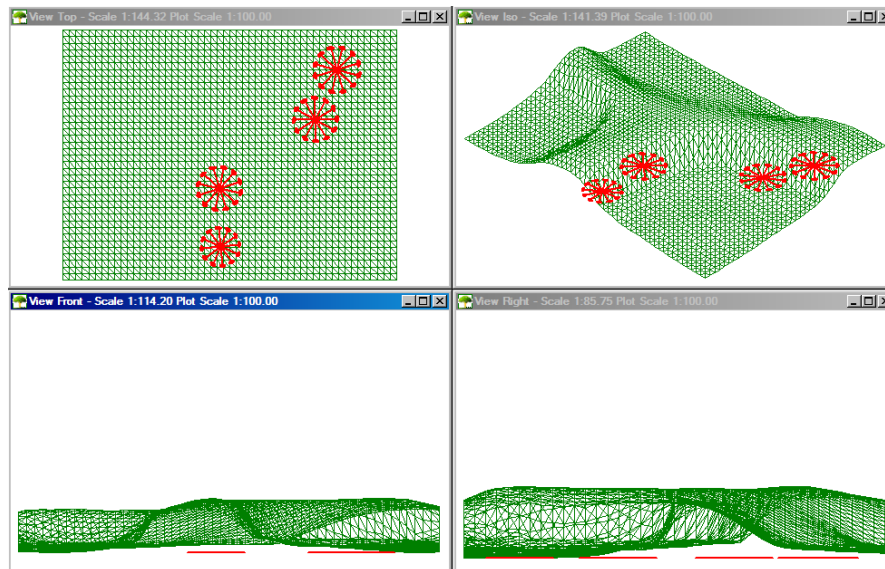 View Top - Scale 1:144.32 Plot Scale 1:100.00
View Iso - Scale 1:141.39 Plot Scale 1:100.00
View Front - Scale 1:114.20 Plot Scale 1:100.00
View Right - Scale 1:85.75 Plot Scale 1:100.00